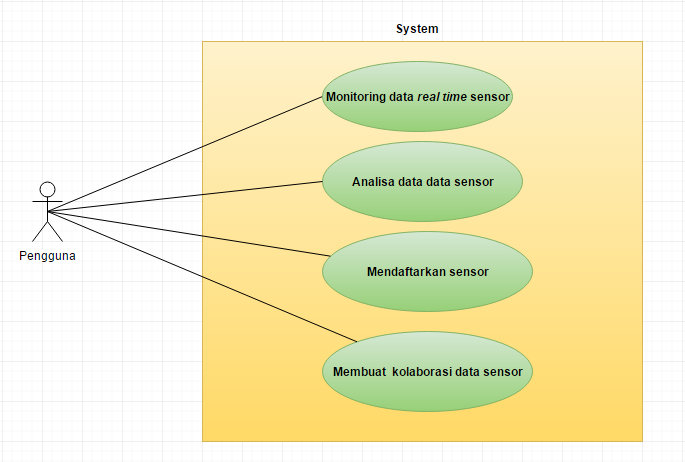 System
Monitoring data real time sensor
Analisa data data sensor
Pengguna
Mendaftarkan sensor
Membuat kolaborasi data sensor